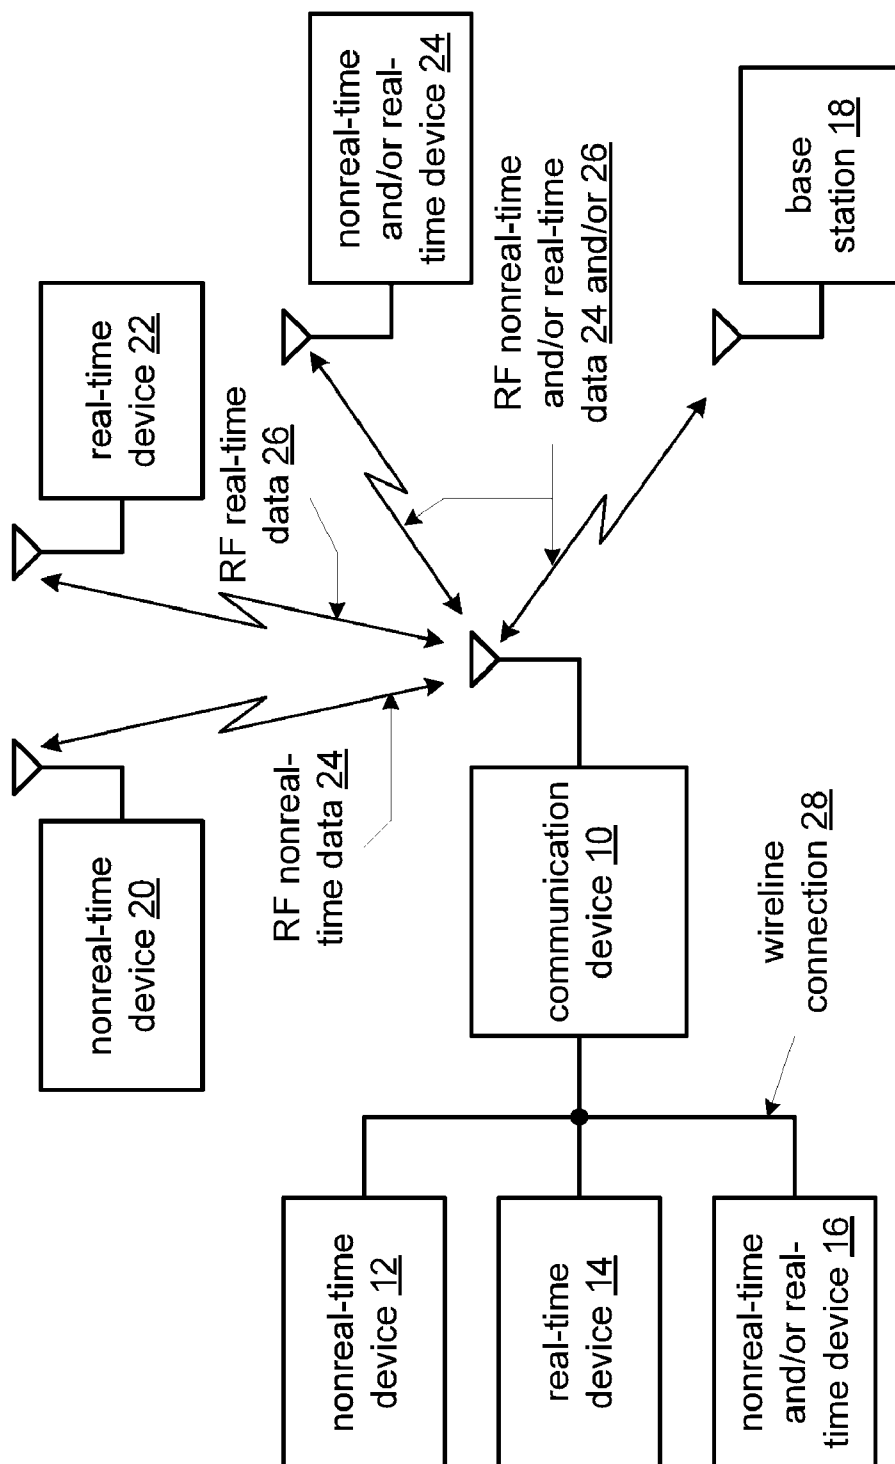 nonreal-time
device 20
real-time
device 22
RF nonreal-
time data 24
RF real-time
data 26
nonreal-time
and/or real-
time device 24
nonreal-time
device 12
communication
device 10
RF nonreal-time
and/or real-time
data 24 and/or 26
real-time
device 14
nonreal-time
and/or real-
time device 16
wireline
connection 28
base
station 18